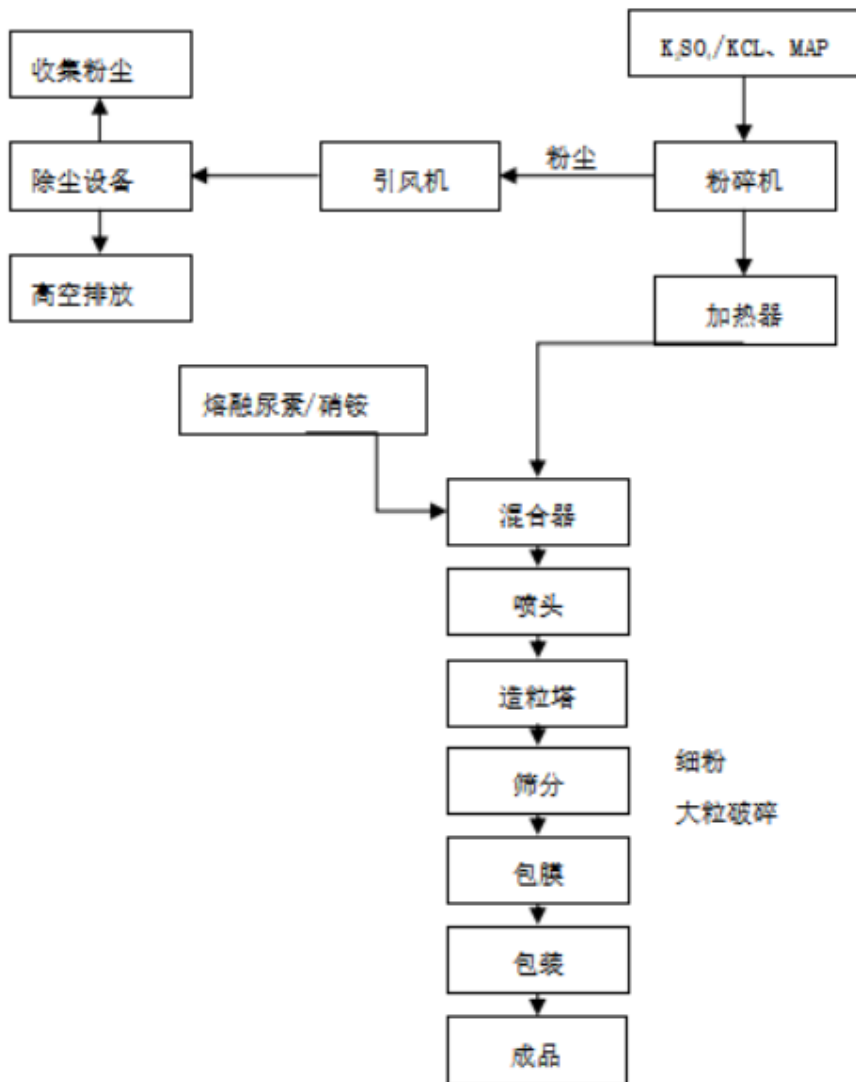 K₂SO₄/KCL、MAP
收集粉尘
除尘设备
引风机
粉尘
粉碎机
高空排放
加热器
熔融尿素/硝铵
混合器
喷头
造粒塔
筛分
细粉
大粒破碎
包膜
包装
成品